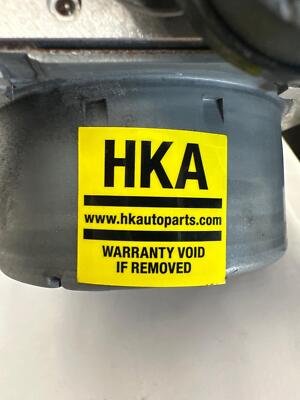 HKA
www.hkautoparts.com
WARRANTY VOID
IF REMOVED